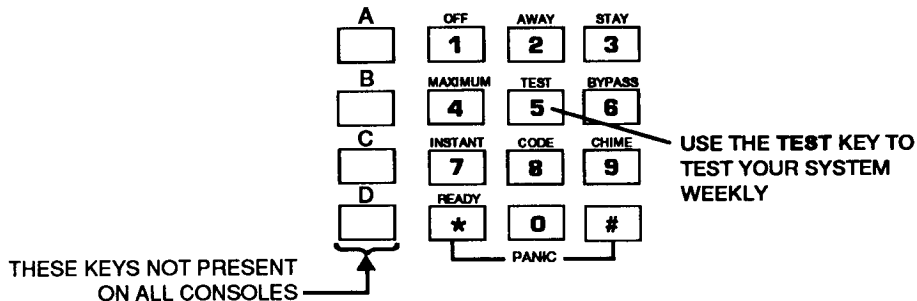 A OFF AWAY STAY
1 2 3
B MAXIMUM TEST BYPASS
4 5 6
C INSTANT CODE CHIME
7 8 9
D READY
* 0 #
PANIC
USE THE TEST KEY TO
TEST YOUR SYSTEM
WEEKLY
THESE KEYS NOT PRESENT
ON ALL CONSOLES